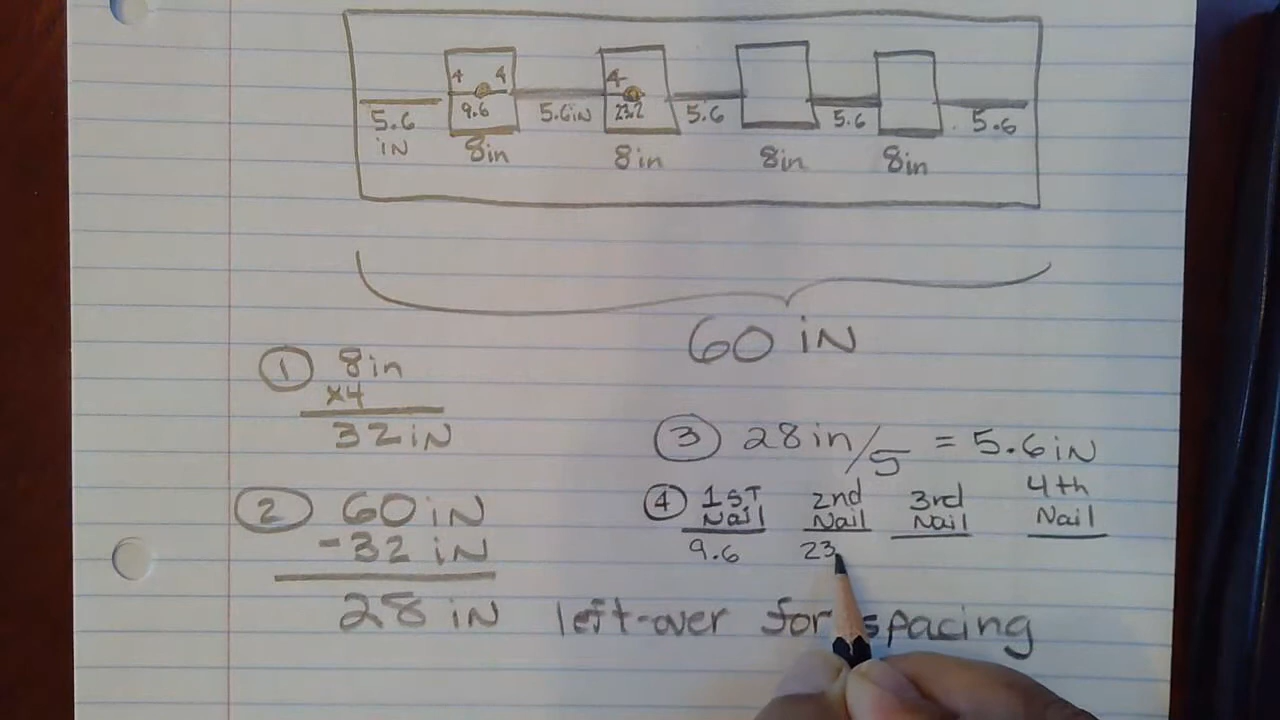 4 4 4
9.6 5.6iN 23.2 5.6 5.6 5.6
5.6
iN
8in 8in 8in 8in
60 iN
① 8in
x4
32iN
② 60 iN
-32 iN
28 iN left-over for spacing
③ 28in/5 = 5.6iN
④ 1ST Nail 2nd Nail 3rd Nail 4th Nail
9.6 23